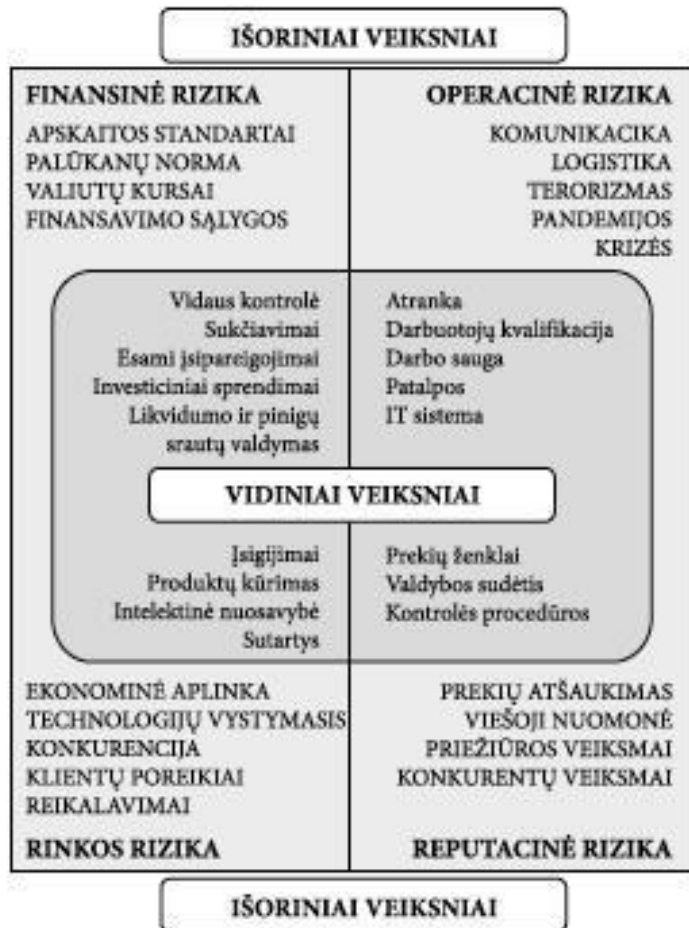 IŠORINIAI VEIKSNIAI
FINANSINĖ RIZIKA
APSKAITOS STANDARTAI
PALŪKANŲ NORMA
VALIUTŲ KURSAI
FINANSAVIMO SĄLYGOS
OPERACINĖ RIZIKA
KOMUNIKACIKA
LOGISTIKA
TERORIZMAS
PANDEMIJOS
KRIZĖS
Vidaus kontrolė
Sukčiavimai
Esami įsipareigojimai
Investiciniai sprendimai
Likvidumo ir pinigų
srautų valdymas
Atranka
Darbuotojų kvalifikacija
Darbo sauga
Patalpos
IT sistema
VIDINIAI VEIKSNIAI
Įsigijimai
Produktų kūrimas
Intelektinė nuosavybė
Sutartys
Prekių ženklai
Valdybos sudėtis
Kontrolės procedūros
EKONOMINĖ APLINKA
TECHNOLOGIJŲ VYSTYMASIS
KONKURENCIJA
KLIENTŲ POREIKIAI
REIKALAVIMAI
RINKOS RIZIKA
PREKIŲ ATŠAUKIMAS
VIEŠOJI NUOMONĖ
PRIEŽIŪROS VEIKSMAI
KONKURENTŲ VEIKSMAI
REPUTACINĖ RIZIKA
IŠORINIAI VEIKSNIAI